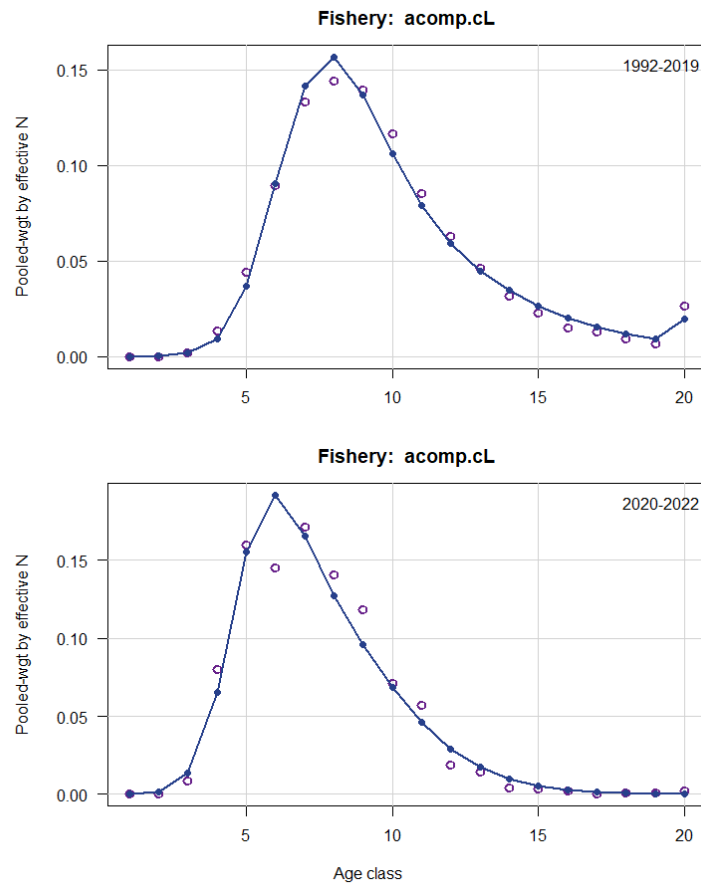 Fishery: acomp.cL
1992-2019
Pooled-wgt by effective N
0.15
0.10
0.05
0.00
5 10 15 20
Fishery: acomp.cL
2020-2022
Pooled-wgt by effective N
0.15
0.10
0.05
0.00
5 10 15 20
Age class